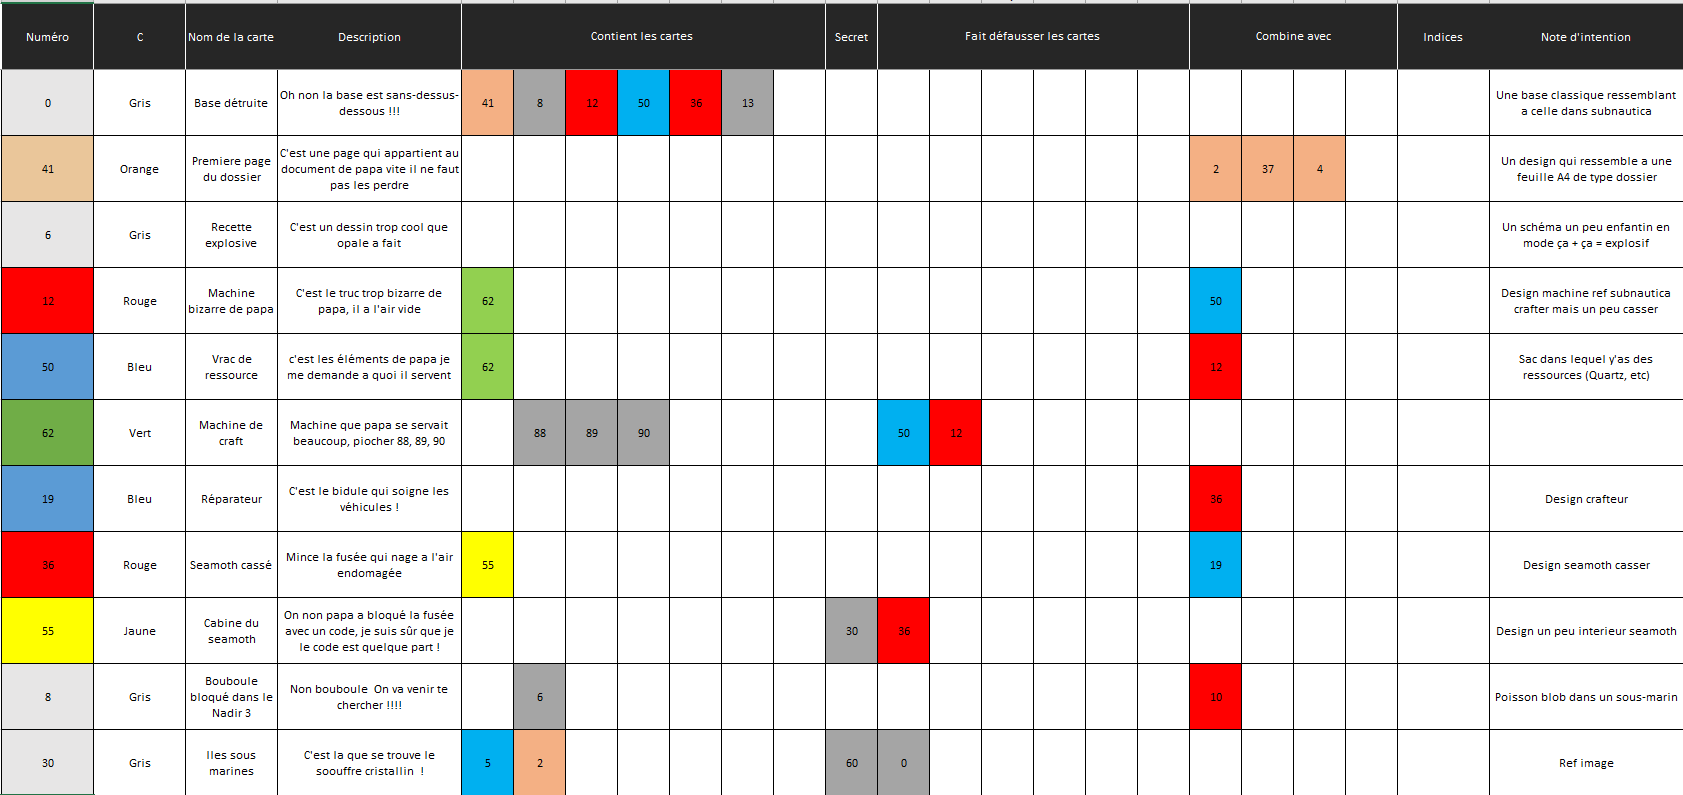 Numéro C Nom de la carte Description Contient les cartes Secret Fait défausser les cartes Combine avec Indices Note d'intention
0 Gris Base détruite Oh non la base est sans-dessus-
dessous !!! 41 8 12 50 36 13 Une base classique ressemblant
a celle dans subnautica
41 Orange Premiere page
du dossier C'est une page qui appartient au
document de papa vite il ne faut
pas les perdre 2 37 4 Un design qui ressemble a une
feuille A4 de type dossier
6 Gris Recette
explosive C'est un dessin trop cool que
opale a fait Un schéma un peu enfantin en
mode ça + ça = explosif
12 Rouge Machine
bizarre de papa C'est le truc trop bizarre de
papa, il a l'air vide 62 50 Design machine ref subnautica
crafter mais un peu casser
50 Bleu Vrac de
ressource c'est les éléments de papa je
me demande a quoi il servent 62 12 Sac dans lequel y'as des
ressources (Quartz, etc)
62 Vert Machine de
craft Machine que papa se servait
beaucoup, piocher 88, 89, 90 88 89 90 50 12
19 Bleu Réparateur C'est le bidule qui soigne les
véhicules ! 36 Design crafteur
36 Rouge Seamoth cassé Mince la fusée qui nage a l'air
endomagée 55 19 Design seamoth casser
55 Jaune Cabine du
seamoth On non papa a bloqué la fusée
avec un code, je suis sûr que je
le code est quelque part ! 30 36 Design un peu interieur seamoth
8 Gris Bouboule
bloqué dans le
Nadir 3 Non bouboule  On va venir te
chercher !!!! 6 10 Poisson blob dans un sous-marin
30 Gris Iles sous
marines C'est la que se trouve le
soouffre cristallin  ! 5 2 60 0 Ref image